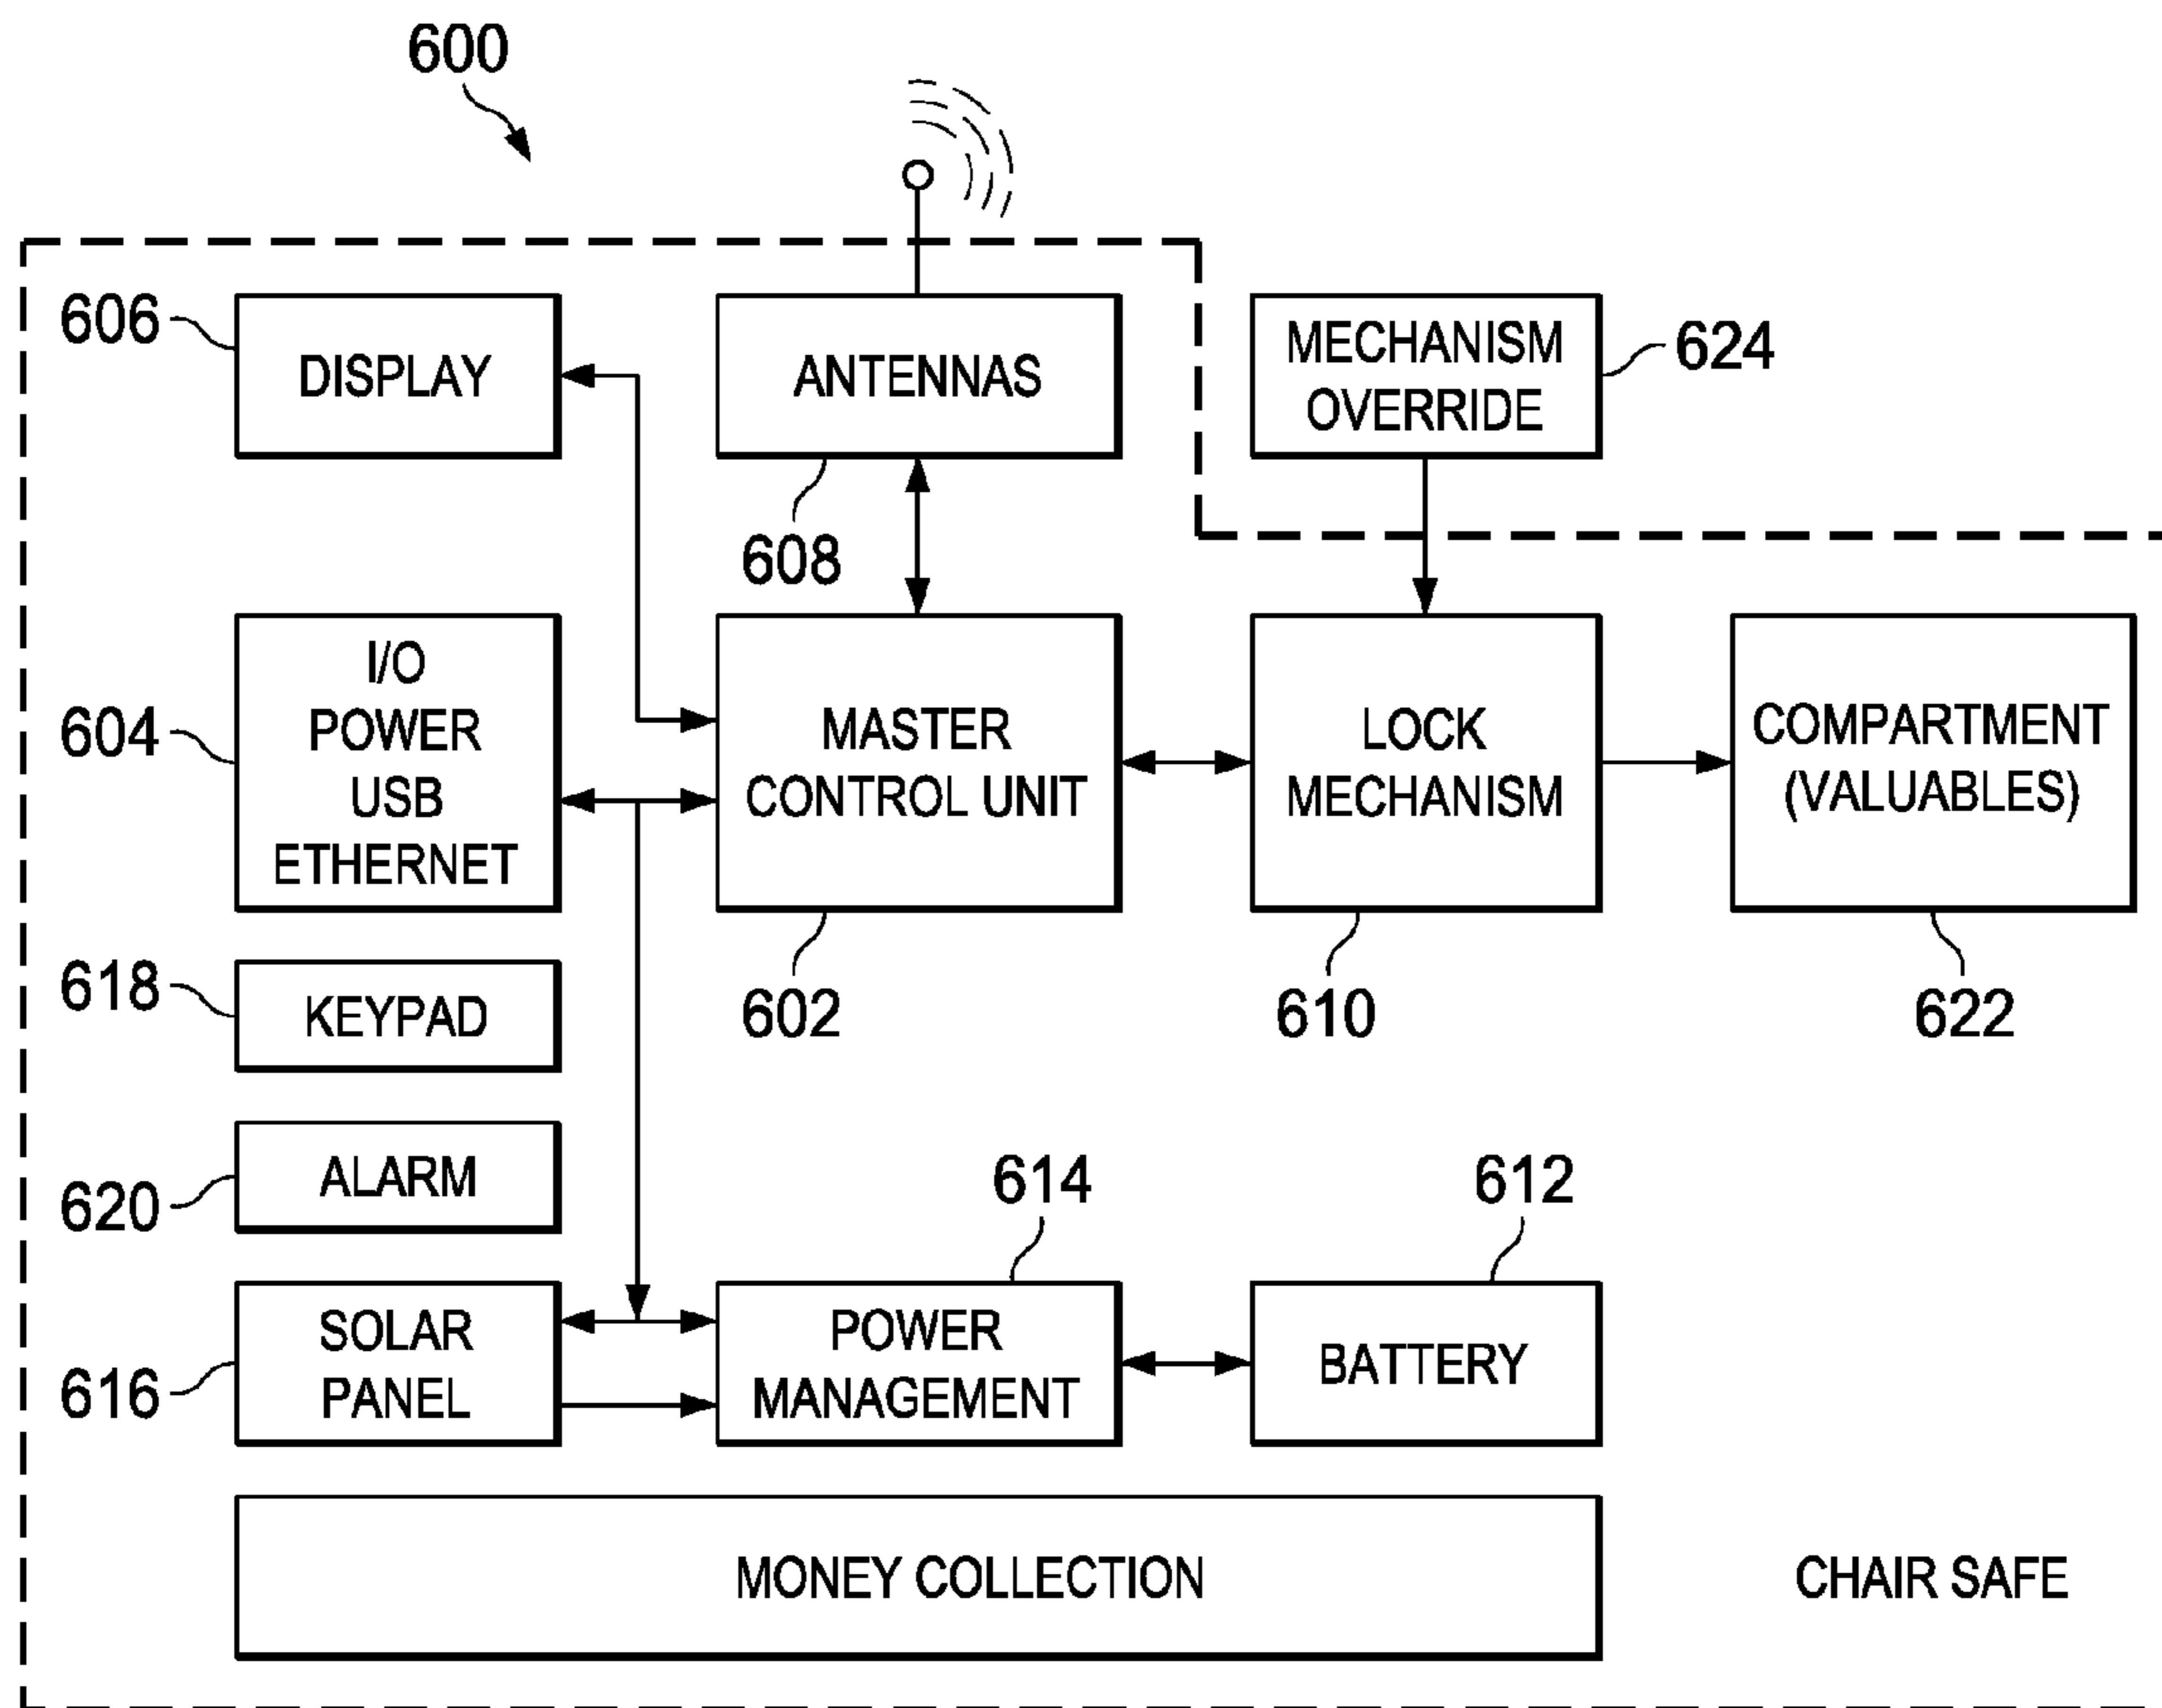 600
606
DISPLAY
ANTENNAS
608
MECHANISM
OVERRIDE
624
604
I/O
POWER
USB
ETHERNET
MASTER
CONTROL UNIT
602
LOCK
MECHANISM
610
COMPARTMENT
(VALUABLES)
622
618
KEYPAD
620
ALARM
616
SOLAR
PANEL
614
POWER
MANAGEMENT
612
BATTERY
MONEY COLLECTION
CHAIR SAFE